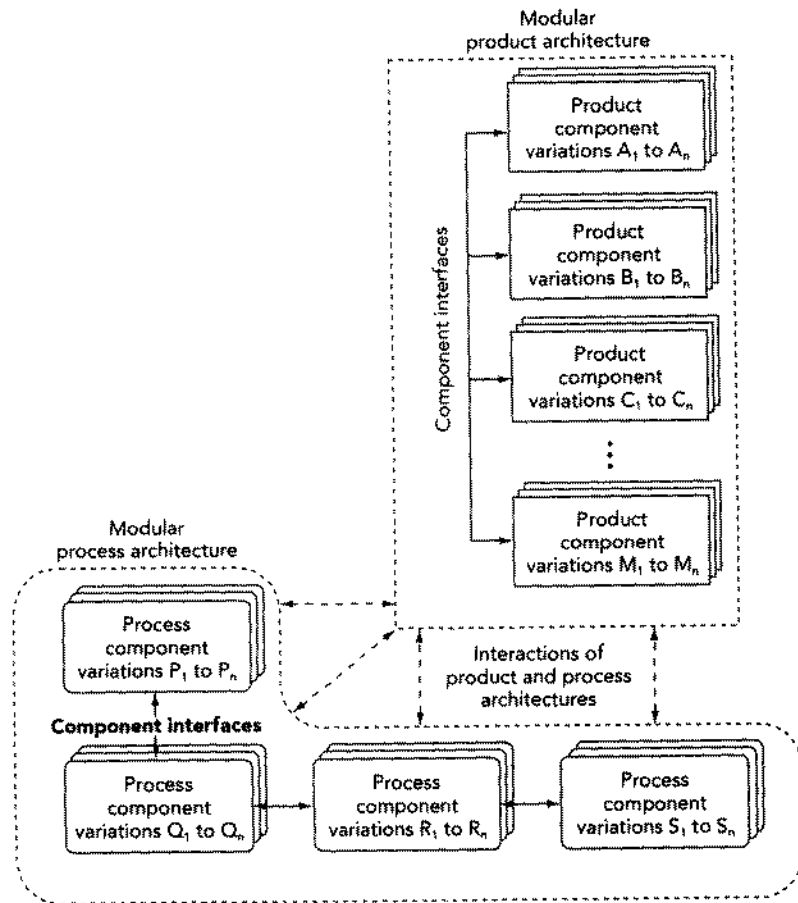 Modular
product architecture
Product
component
variations A₁ to Aₙ
Component interfaces
Product
component
variations B₁ to Bₙ
Product
component
variations C₁ to Cₙ
Product
component
variations M₁ to Mₙ
Modular
process architecture
Process
component
variations P₁ to Pₙ
Interactions of
product and process
architectures
Component interfaces
Process
component
variations Q₁ to Qₙ
Process
component
variations R₁ to Rₙ
Process
component
variations S₁ to Sₙ